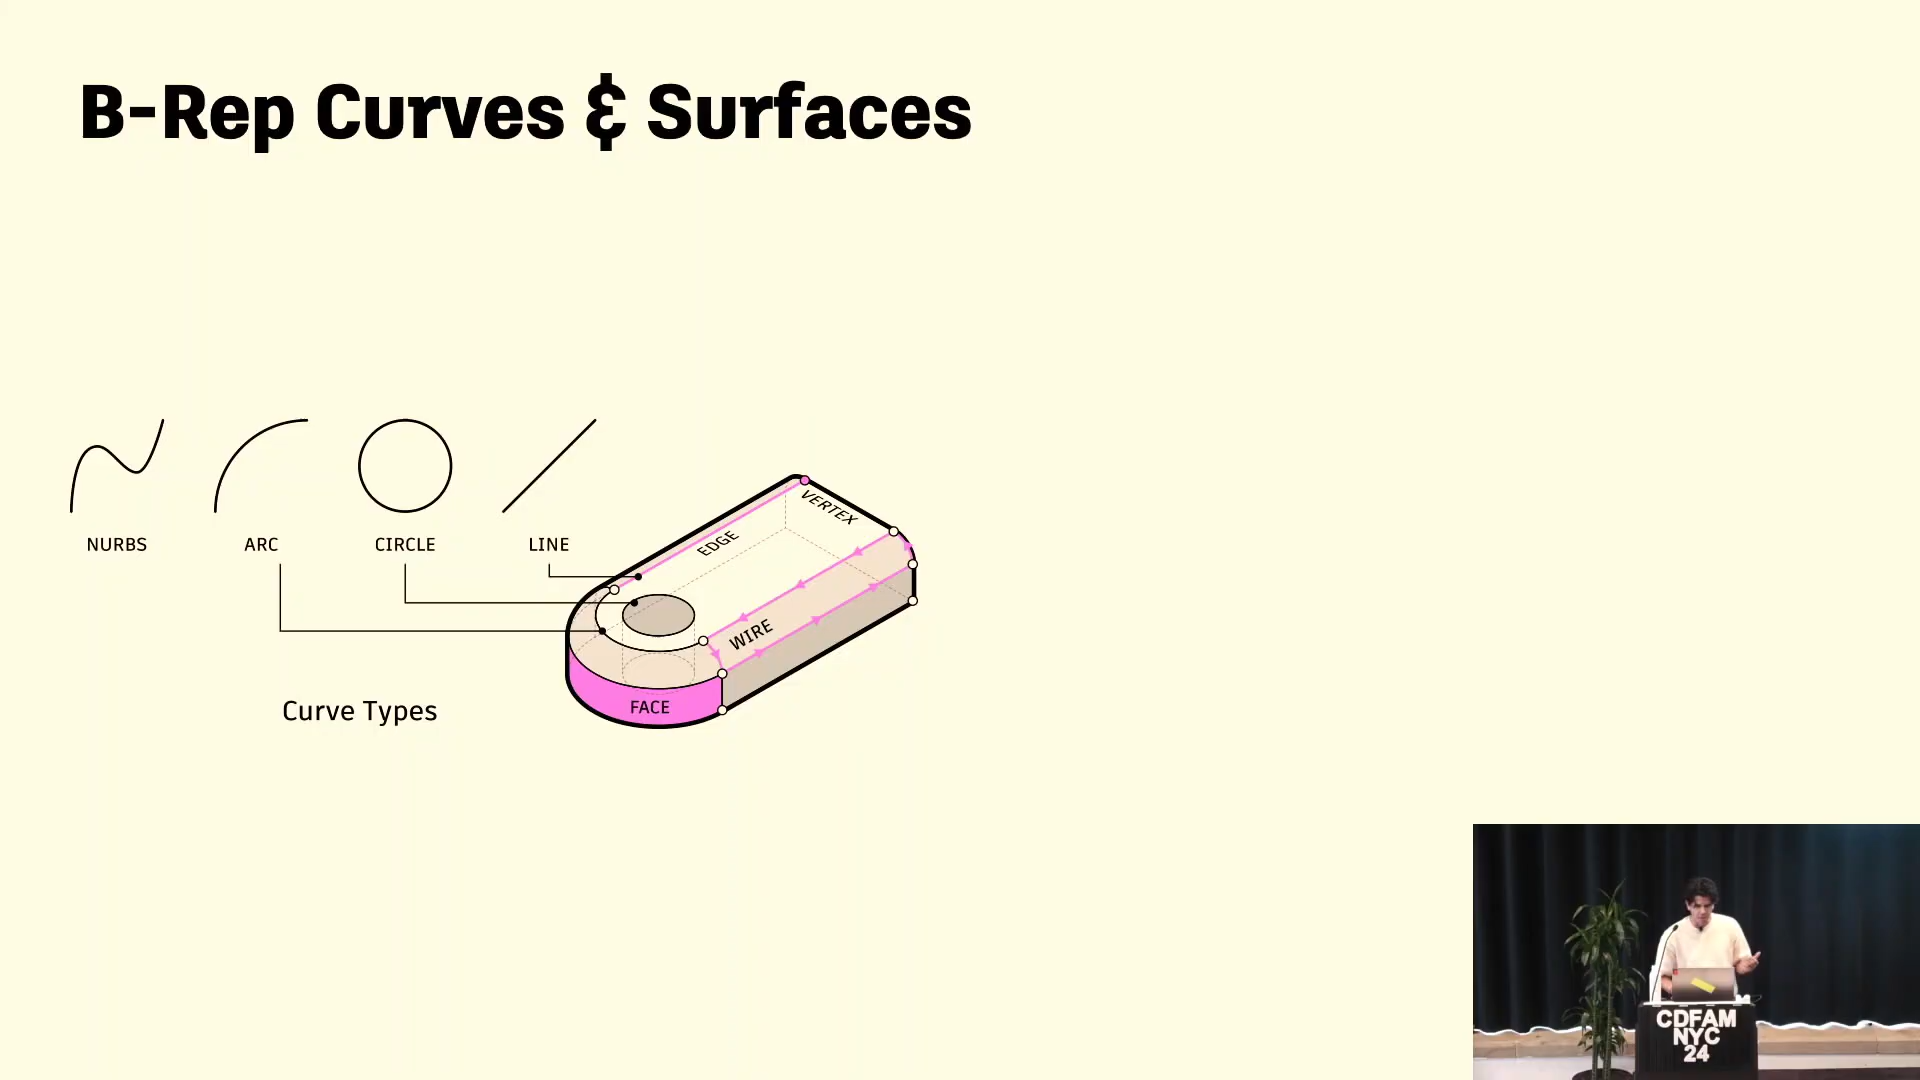 B-Rep Curves & Surfaces
NURBS
ARC
CIRCLE
LINE
VERTEX
EDGE
WIRE
FACE
Curve Types
CDFAM
NYC
24